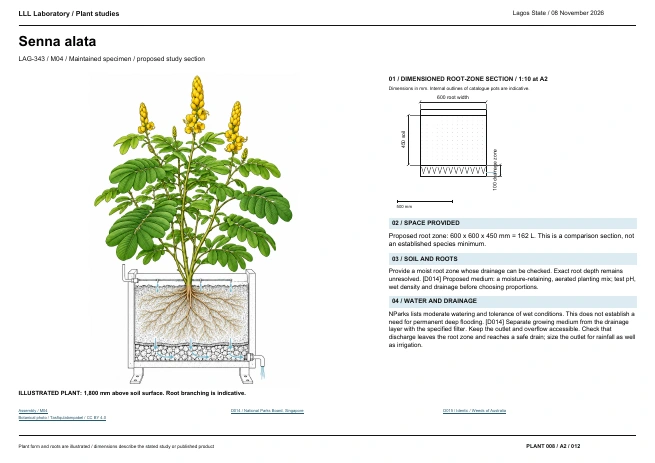 LLL Laboratory / Plant studies
Lagos State / 08 November 2026
Senna alata
LAG-343 / M04 / Maintained specimen / proposed study section
01 / DIMENSIONED ROOT-ZONE SECTION / 1:10 at A2
Dimensions in mm. Internal outlines of catalogue pots are indicative.
600 root width
450 soil
100 drainage zone
500 mm
02 / SPACE PROVIDED
Proposed root zone: 600 x 600 x 450 mm = 162 L. This is a comparison section, not
an established species minimum.
03 / SOIL AND ROOTS
Provide a moist root zone whose drainage can be checked. Exact root depth remains
unresolved. [D014] Proposed medium: a moisture-retaining, aerated planting mix; test pH,
wet density and drainage before choosing proportions.
04 / WATER AND DRAINAGE
NParks lists moderate watering and tolerance of wet conditions. This does not establish a
need for permanent deep flooding. [D014] Separate growing medium from the drainage
layer with the specified filter. Keep the outlet and overflow accessible. Check that
discharge leaves the root zone and reaches a safe drain; size the outlet for rainfall as well
as irrigation.
ILLUSTRATED PLANT: 1,800 mm above soil surface. Root branching is indicative.
Assembly / M04
D014 / National Parks Board, Singapore
D019 / Identic / Weeds of Australia
Botanical photo / Tauʻolunga / CC BY 4.0
Plant form and roots are illustrated / dimensions describe the stated study or published product
PLANT 008 / A2 / 012